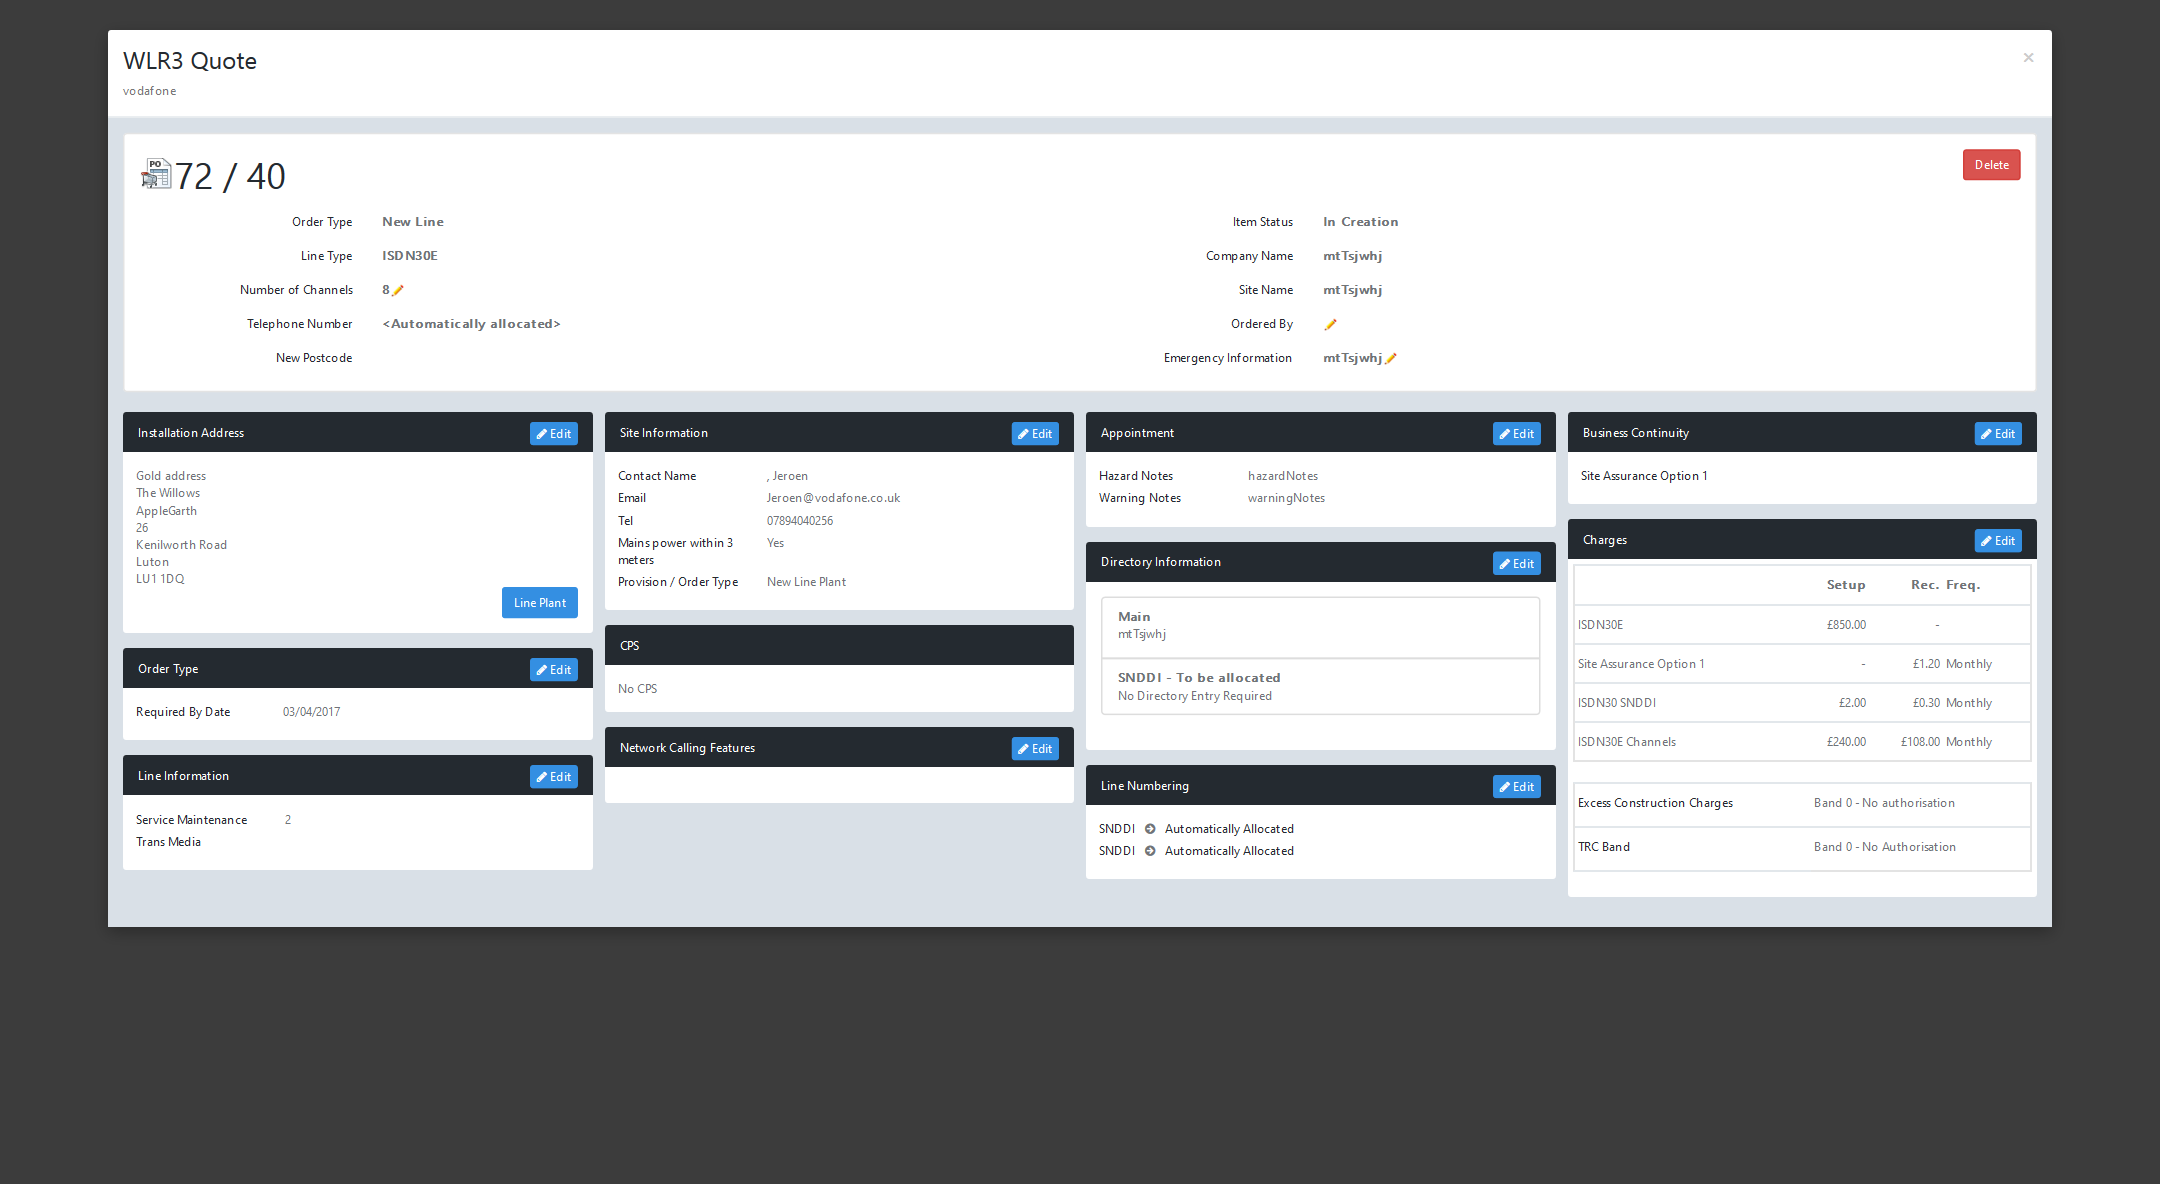 WLR3 Quote
×
vodafone
PO
72 / 40
Delete
Order Type New Line
Line Type ISDN30E
Number of Channels 8
Telephone Number <Automatically allocated>
New Postcode
Item Status In Creation
Company Name mtTsjwhj
Site Name mtTsjwhj
Ordered By
Emergency Information mtTsjwhj
Installation Address Edit
Gold address
The Willows
AppleGarth
26
Kenilworth Road
Luton
LU1 1DQ
Line Plant
Order Type Edit
Required By Date 03/04/2017
Line Information Edit
Service Maintenance 2
Trans Media
Site Information Edit
Contact Name , Jeroen
Email Jeroen@vodafone.co.uk
Tel 07894040256
Mains power within 3 Yes
meters
Provision / Order Type New Line Plant
CPS
No CPS
Network Calling Features Edit
Appointment Edit
Hazard Notes hazardNotes
Warning Notes warningNotes
Directory Information Edit
Main
mtTsjwhj
SNDDI - To be allocated
No Directory Entry Required
Line Numbering Edit
SNDDI Automatically Allocated
SNDDI Automatically Allocated
Business Continuity Edit
Site Assurance Option 1
Charges Edit
Setup Rec. Freq.
ISDN30E £850.00 -
Site Assurance Option 1 - £1.20 Monthly
ISDN30 SNDDI £2.00 £0.30 Monthly
ISDN30E Channels £240.00 £108.00 Monthly
Excess Construction Charges Band 0 - No authorisation
TRC Band Band 0 - No Authorisation